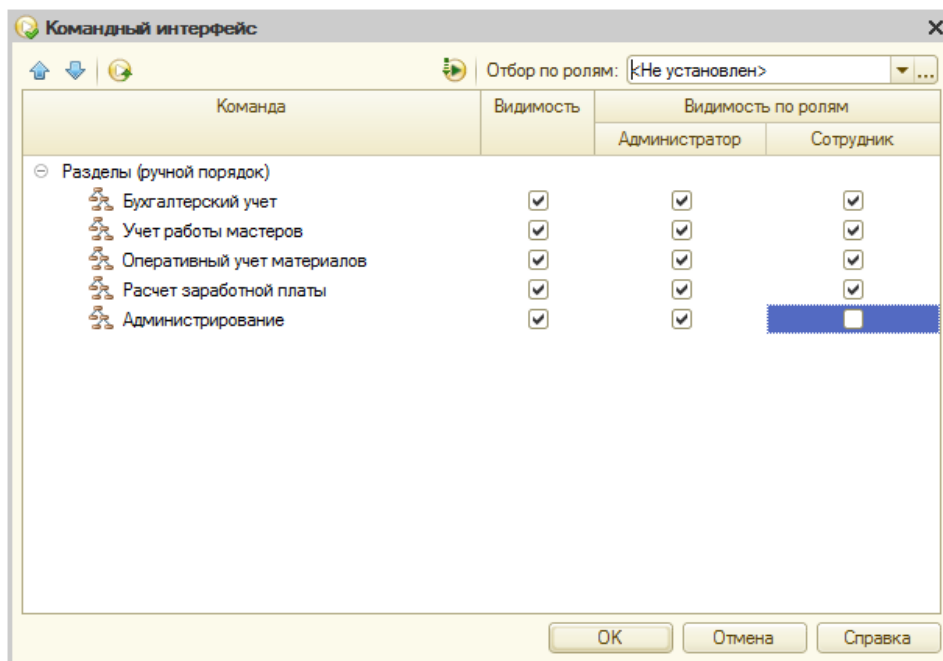 Командный интерфейс
Отбор по ролям: <Не установлен>
Команда Видимость Видимость по ролям
Администратор Сотрудник
Разделы (ручной порядок)
Бухгалтерский учет
Учет работы мастеров
Оперативный учет материалов
Расчет заработной платы
Администрирование
OK Отмена Справка